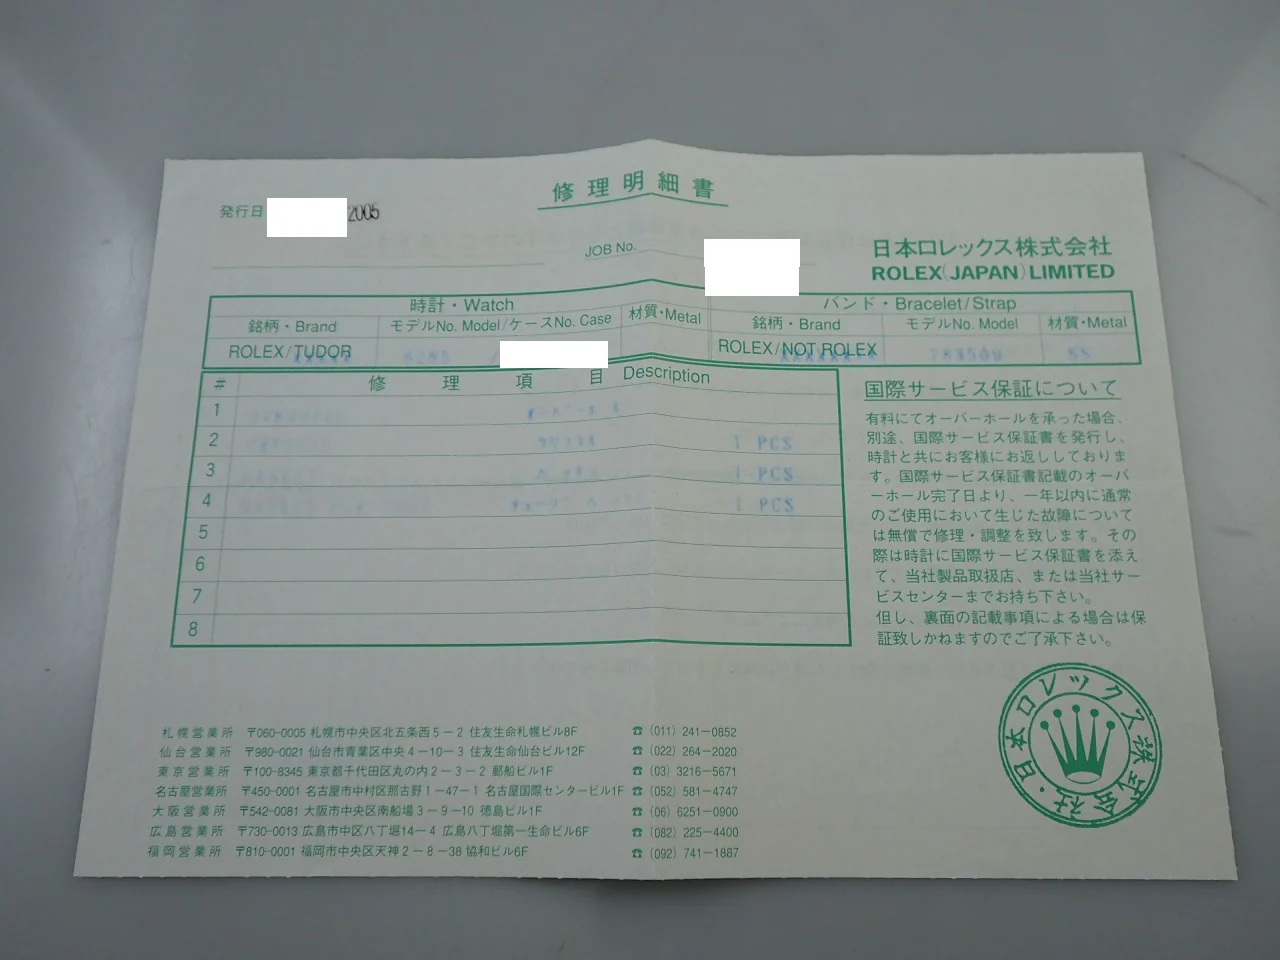 修理明細書
発行日 2005
JOB No.
日本ロレックス株式会社
ROLEX(JAPAN)LIMITED
時計・Watch
バンド・Bracelet/Strap
銘柄・Brand モデルNo. Model/ケースNo. Case 材質・Metal 銘柄・Brand モデルNo. Model 材質・Metal
ROLEX/TUDOR / ROLEX/NOT ROLEX 78350U SS
# 修理項目 Description
1
2 1 PCS
3 1 PCS
4 1 PCS
5
6
7
8
国際サービス保証について
有料にてオーバーホールを承った場合、
別途、国際サービス保証書を発行し、
時計と共にお客様にお返ししておりま
す。国際サービス保証書記載のオーバ
ーホール完了日より、一年以内に通常
のご使用において生じた故障について
は無償で修理・調整を致します。その
際は時計に国際サービス保証書を添え
て、当社製品取扱店、または当社サー
ビスセンターまでお持ち下さい。
但し、裏面の記載事項による場合は保
証致しかねますのでご了承下さい。
日本ロレックス株式会社・
札幌営業所 〒060-0005 札幌市中央区北五条西5-2 住友生命札幌ビル8F ☎(011) 241-0852
仙台営業所 〒980-0021 仙台市青葉区中央4-10-3 住友生命仙台ビル12F ☎(022) 264-2020
東京営業所 〒100-8345 東京都千代田区丸の内2-3-2 郵船ビル1F ☎(03) 3216-5671
名古屋営業所 〒450-0001 名古屋市中村区那古野1-47-1 名古屋国際センタービル1F ☎(052) 581-4747
大阪営業所 〒542-0081 大阪市中央区南船場3-9-10 徳島ビル1F ☎(06) 6251-0900
広島営業所 〒730-0013 広島市中区八丁堀14-4 広島八丁堀第一生命ビル6F ☎(082) 225-4400
福岡営業所 〒810-0001 福岡市中央区天神2-8-38 協和ビル6F ☎(092) 741-1887